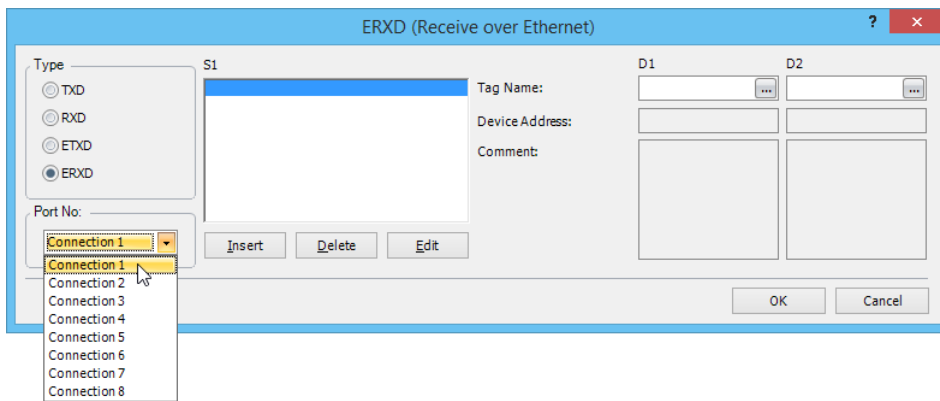 ERXD (Receive over Ethernet)
?
Type
TXD
RXD
ETXD
ERXD
Port No:
Connection 1
Connection 1
Connection 2
Connection 3
Connection 4
Connection 5
Connection 6
Connection 7
Connection 8
S1
Insert
Delete
Edit
D1
D2
Tag Name:
...
...
Device Address:
Comment:
OK
Cancel